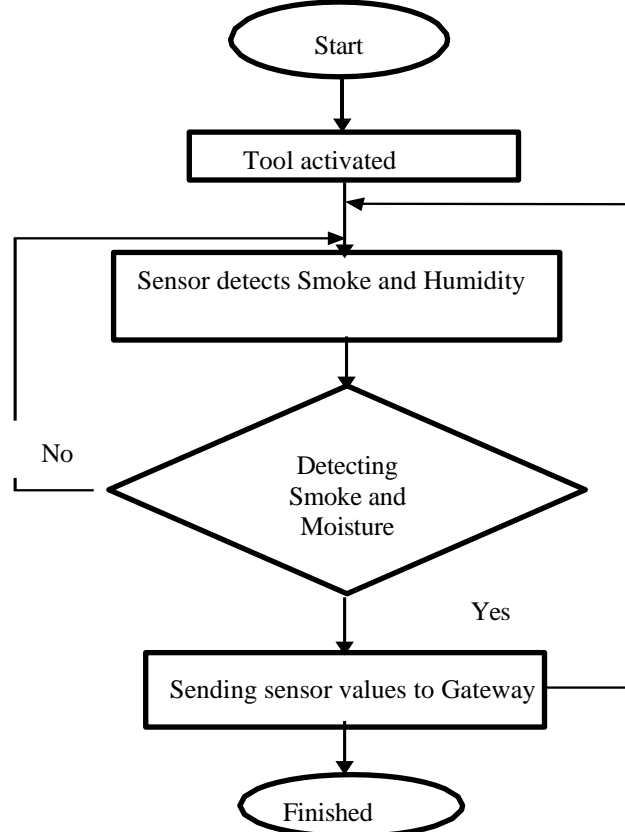 Start
Tool activated
Sensor detects Smoke and Humidity
No
Detecting
Smoke and
Moisture
Yes
Sending sensor values to Gateway
Finished